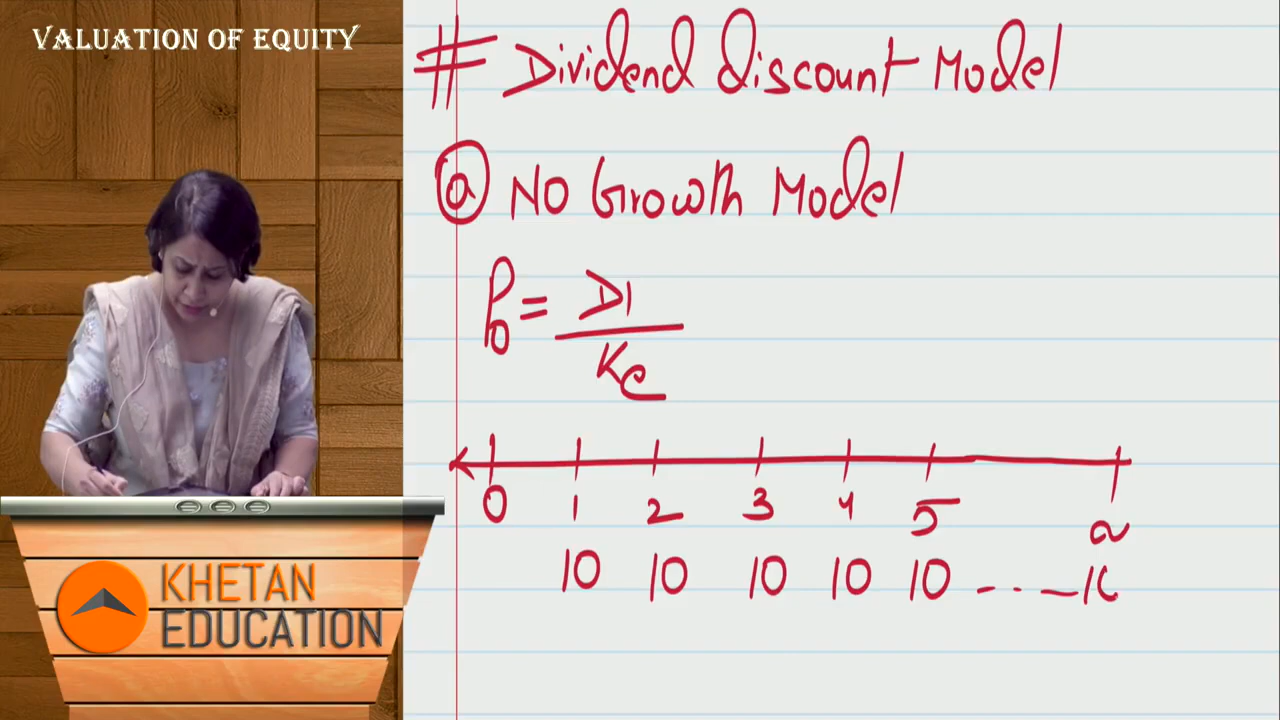 VALUATION OF EQUITY
# Dividend discount Model
a No Growth Model
P0 = D1 / Ke
0 1 2 3 4 5 ∞
10 10 10 10 10 - - - 10
KHETAN
EDUCATION